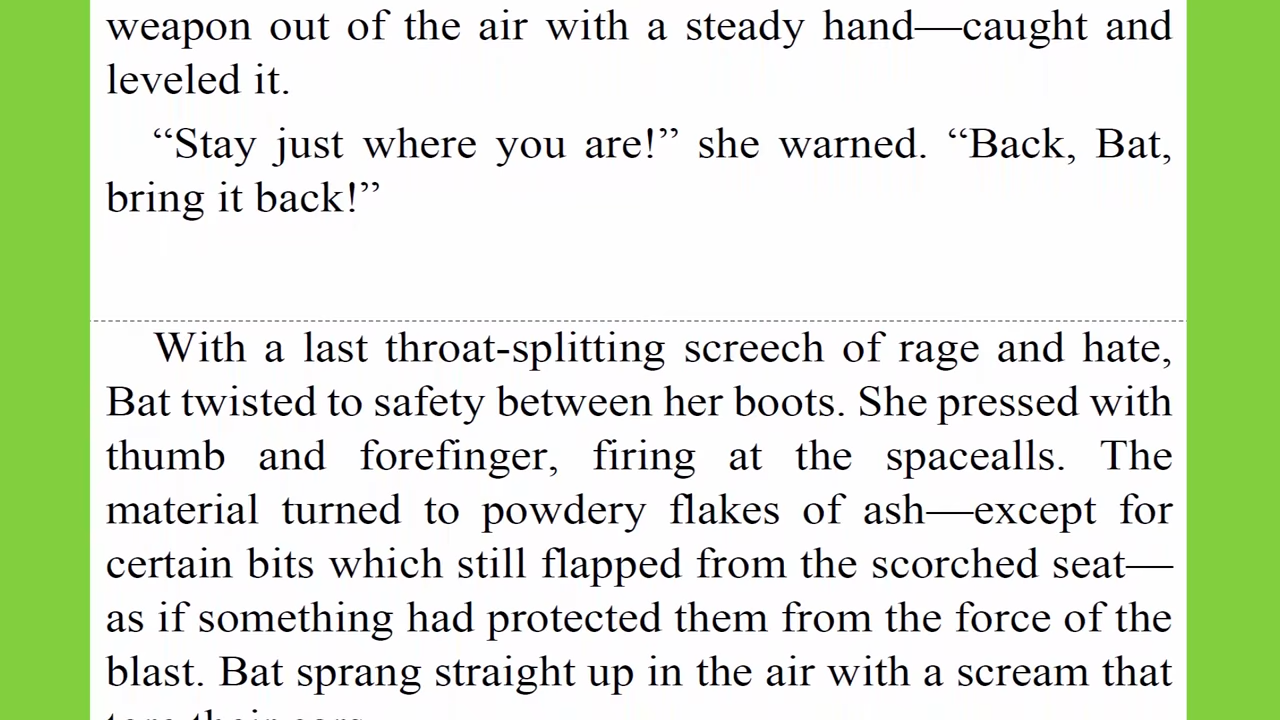 weapon out of the air with a steady hand—caught and
leveled it.
“Stay just where you are!” she warned. “Back, Bat,
bring it back!”
With a last throat-splitting screech of rage and hate,
Bat twisted to safety between her boots. She pressed with
thumb and forefinger, firing at the spacealls. The
material turned to powdery flakes of ash—except for
certain bits which still flapped from the scorched seat—
as if something had protected them from the force of the
blast. Bat sprang straight up in the air with a scream that
tore their ears.